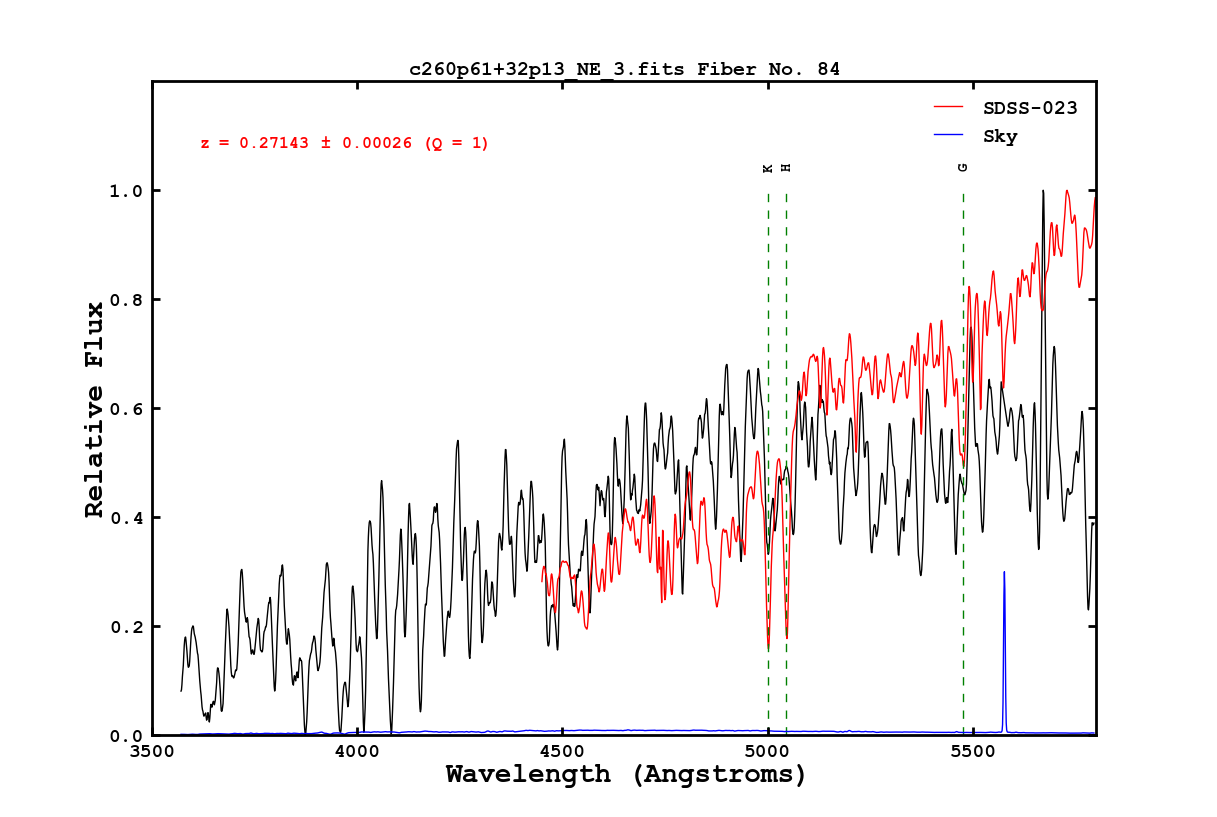 c260p61+32p13_NE_3.fits Fiber No. 84
SDSS-023
Sky
z = 0.27143 ± 0.00026 (Q = 1)
K H G
1.0
0.8
0.6
0.4
0.2
0.0
Relative Flux
3500 4000 4500 5000 5500
Wavelength (Angstroms)